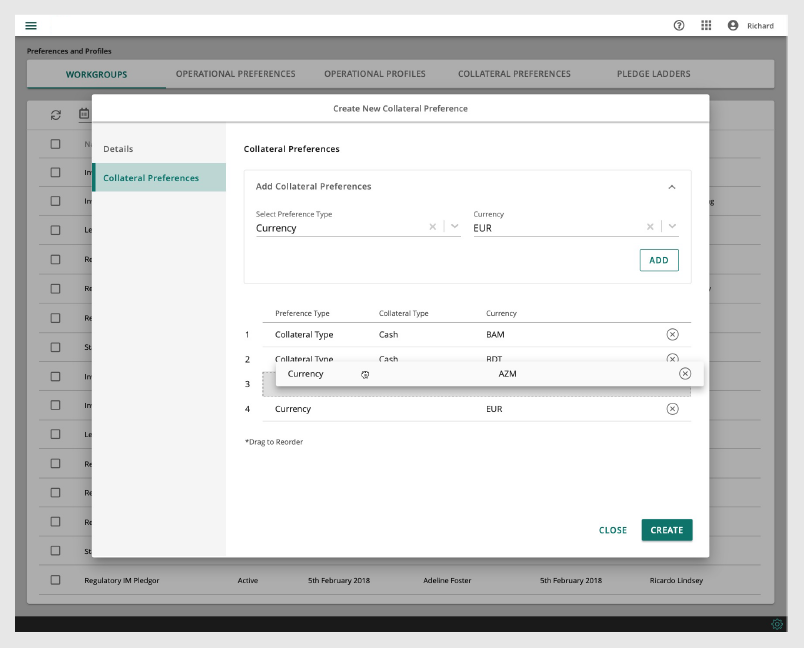 Richard
Preferences and Profiles
WORKGROUPS OPERATIONAL PREFERENCES OPERATIONAL PROFILES COLLATERAL PREFERENCES PLEDGE LADDERS
Create New Collateral Preference
Details
Collateral Preferences
Collateral Preferences
Add Collateral Preferences
Select Preference Type Currency
Currency EUR
ADD
Preference Type Collateral Type Currency
1 Collateral Type Cash BAM
2 Collateral Type Cash BDT
Currency AZM
3
4 Currency EUR
*Drag to Reorder
CLOSE CREATE
Regulatory IM Pledgor Active 5th February 2018 Adeline Foster 5th February 2018 Ricardo Lindsey